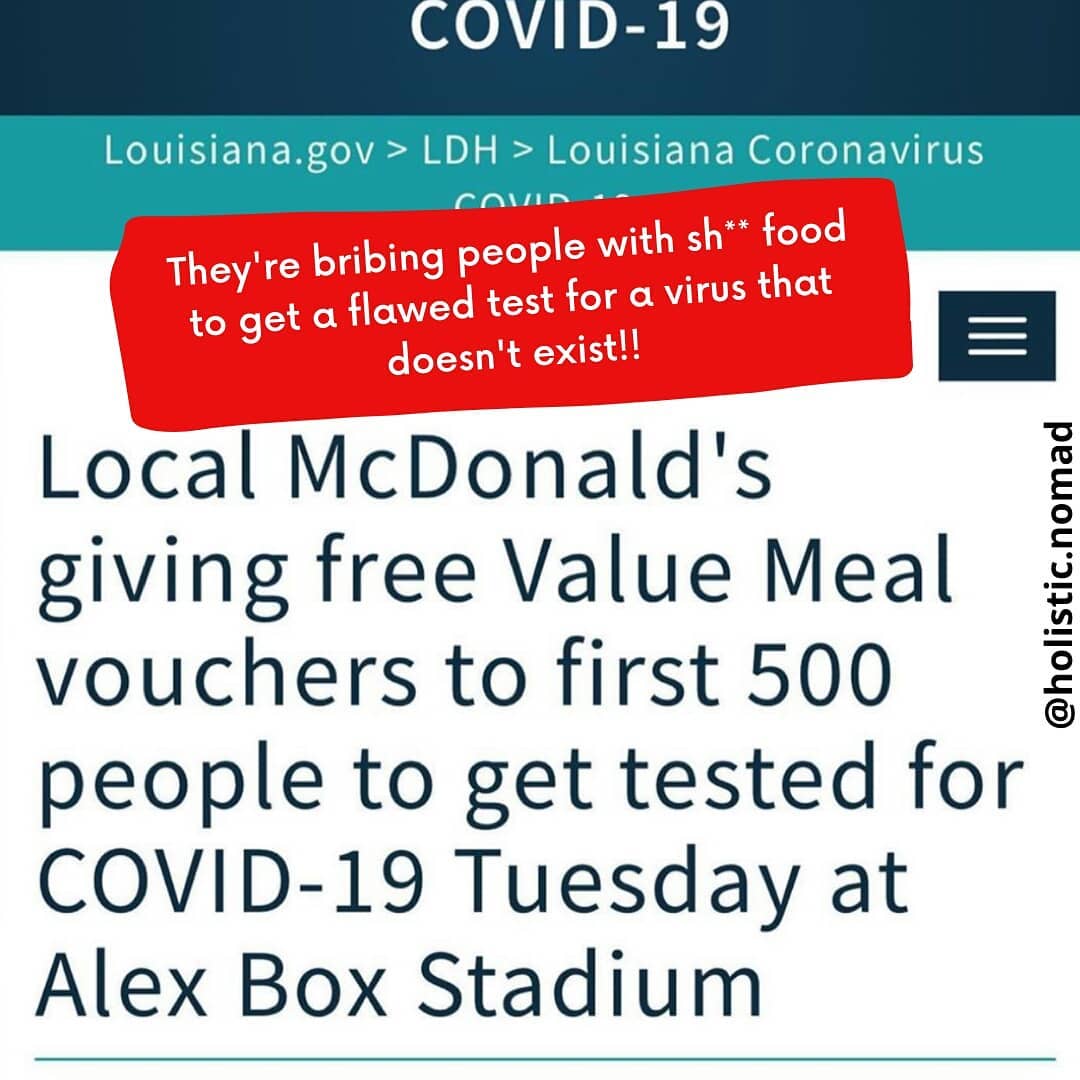 COVID-19
Louisiana.gov > LDH > Louisiana Coronavirus
COVID-19
They're bribing people with sh** food
to get a flawed test for a virus that
doesn't exist!!
@holistic.nomad
Local McDonald's
giving free Value Meal
vouchers to first 500
people to get tested for
COVID-19 Tuesday at
Alex Box Stadium